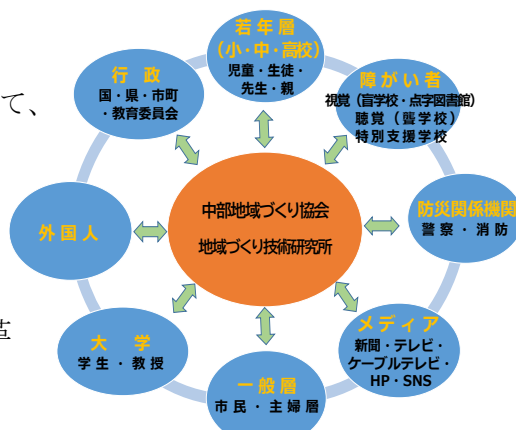 若年層
（小・中・高校）
児童・生徒・
先生・親
行 政
国・県・市町
・教育委員会
障がい者
視覚（盲学校・点字図書館）
聴覚（聾学校）
特別支援学校
て、
中部地域づくり協会
地域づくり技術研究所
外国人
防災関係機関
警察・消防
革
大 学
学生・教授
メディア
新聞・テレビ・
ケーブルテレビ・
HP・SNS
一般層
市民・主婦層